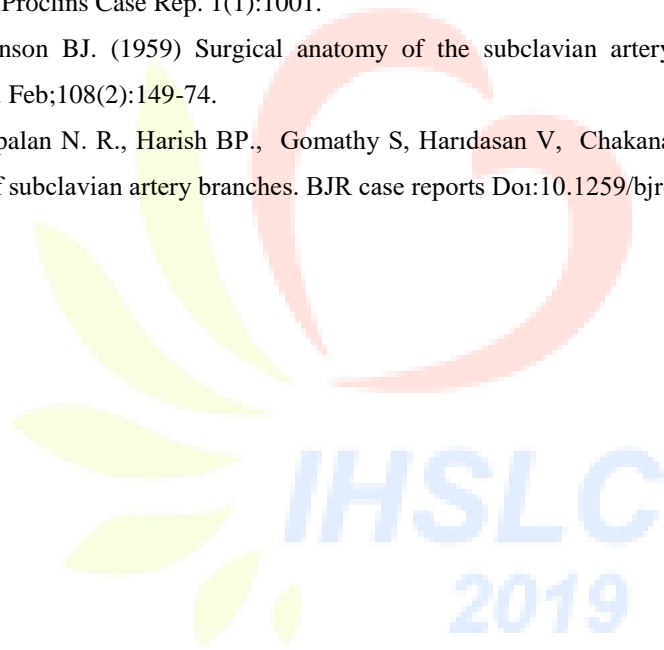 Proclins Case Rep. 1(1):1001.
nson BJ. (1959) Surgical anatomy of the subclavian artery
Feb;108(2):149-74.
palan N. R., Harish BP., Gomathy S, Harıdasan V, Chakana
f subclavian artery branches. BJR case reports Doı:10.1259/bjr
IHSLC
2019